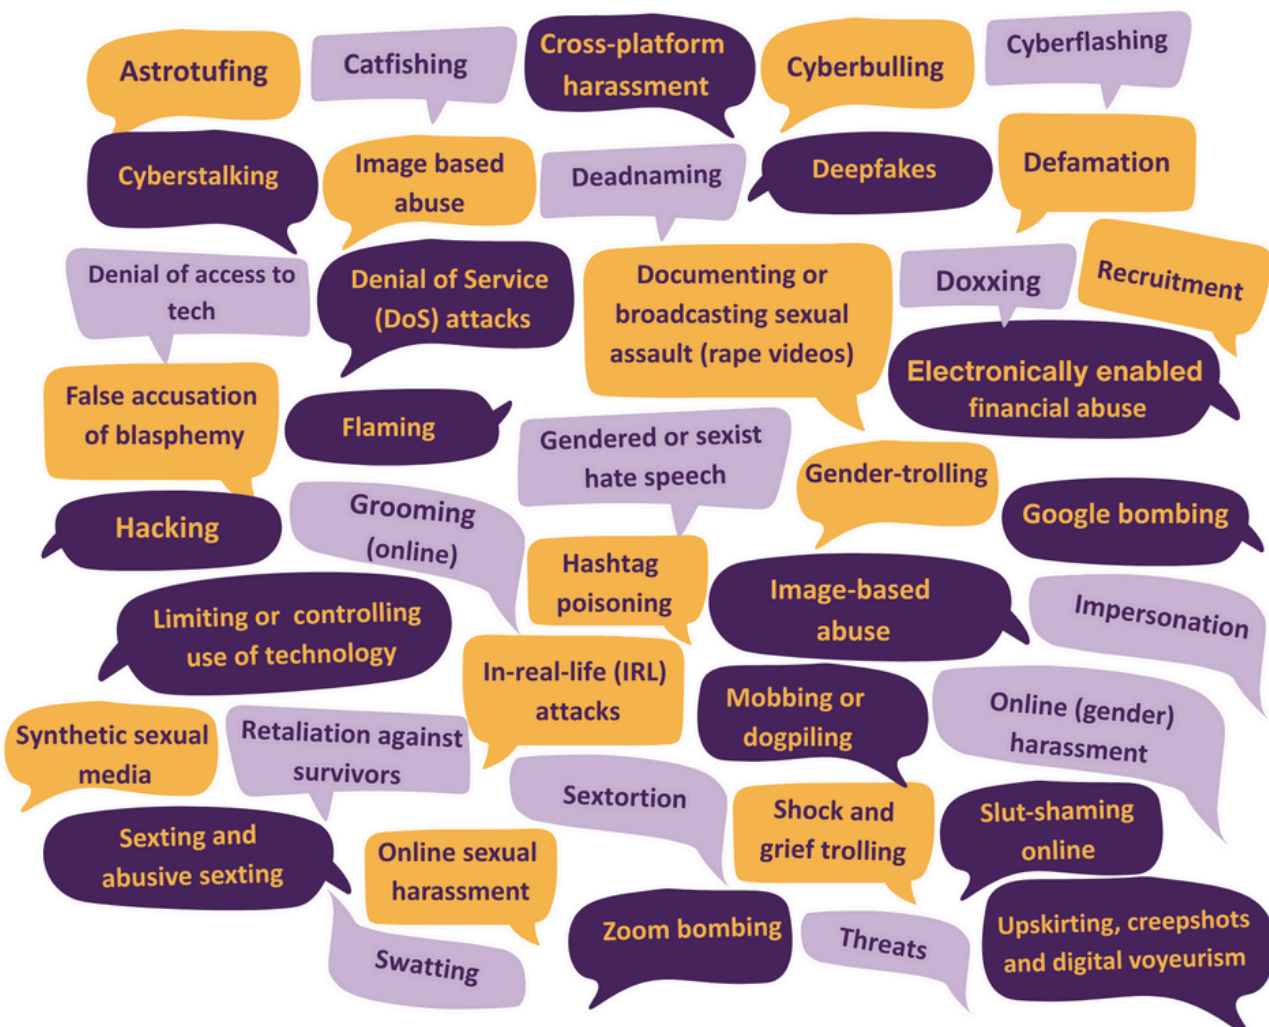 Astrotufing
Catfishing
Cross-platform
harassment
Cyberbulling
Cyberflashing
Cyberstalking
Image based
abuse
Deadnaming
Deepfakes
Defamation
Denial of access to
tech
Denial of Service
(DoS) attacks
Documenting or
broadcasting sexual
assault (rape videos)
Doxxing
Recruitment
False accusation
of blasphemy
Flaming
Gendered or sexist
hate speech
Electronically enabled
financial abuse
Gender-trolling
Hacking
Grooming
(online)
Hashtag
poisoning
Google bombing
Limiting or controlling
use of technology
Image-based
abuse
Impersonation
In-real-life (IRL)
attacks
Mobbing or
dogpiling
Online (gender)
harassment
Synthetic sexual
media
Retaliation against
survivors
Sextortion
Shock and
grief trolling
Slut-shaming
online
Sexting and
abusive sexting
Online sexual
harassment
Swatting
Zoom bombing
Threats
Upskirting, creepshots
and digital voyeurism